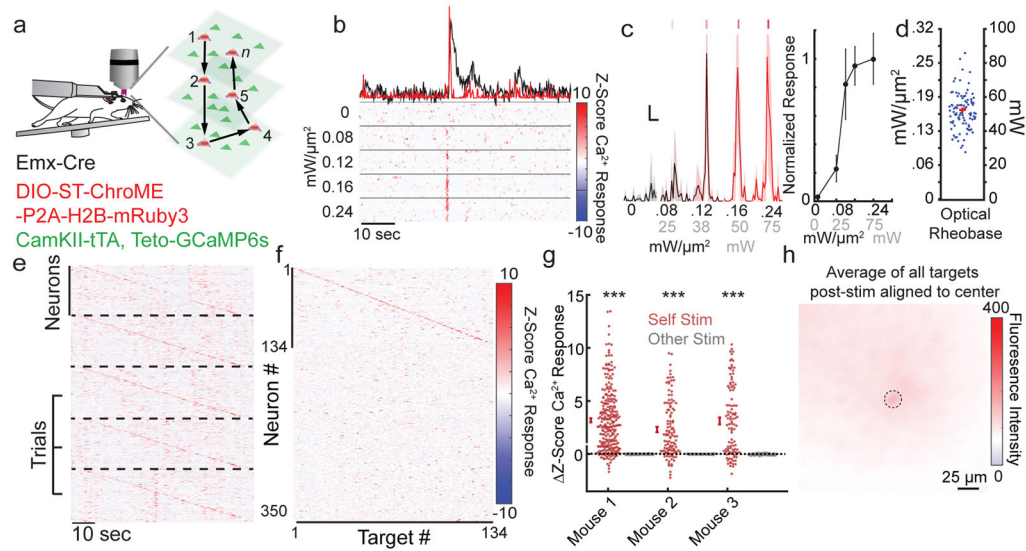 a
1
n
2
5
3
4
Emx-Cre
DIO-ST-ChroME
-P2A-H2B-mRuby3
CamKII-tTA, Teto-GCaMP6s
b
0
0.08
0.12
0.16
0.24
mW/µm²
10 sec
10
Z-Score Ca²⁺ Response
-10
c
0 .08 .12 .16 .24
25 38 50 75
mW/µm²
mW
Normalized Response
1
0
0 .08 .24
0 25 75
mW/µm²
mW
d
mW/µm²
0.32
.26
.19
.16
.13
.06
0
100
80
60
40
20
0
mW
Optical
Rheobase
e
Neurons
Trials
10 sec
f
1
134
Neuron #
350
1 134
Target #
10
Z-Score Ca²⁺ Response
-10
g
ΔZ-Score Ca²⁺ Response
15
10
5
0
*** *** ***
Self Stim
Other Stim
Mouse 1
Mouse 2
Mouse 3
h
Average of all targets
post-stim aligned to center
400
Fluoresence Intensity
0
25 µm